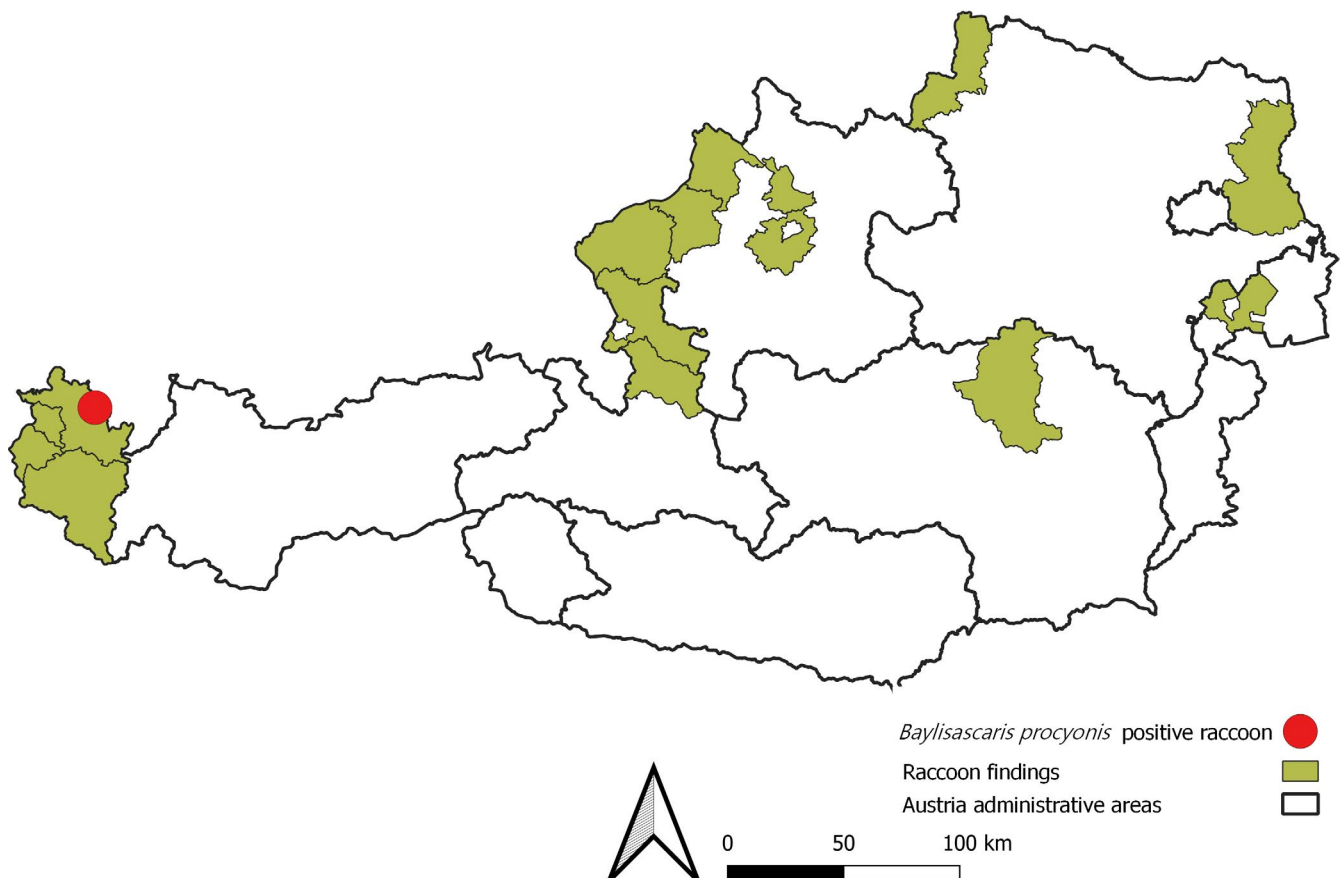 Baylisascaris procyonis positive raccoon
Raccoon findings
Austria administrative areas
0 50 100 km